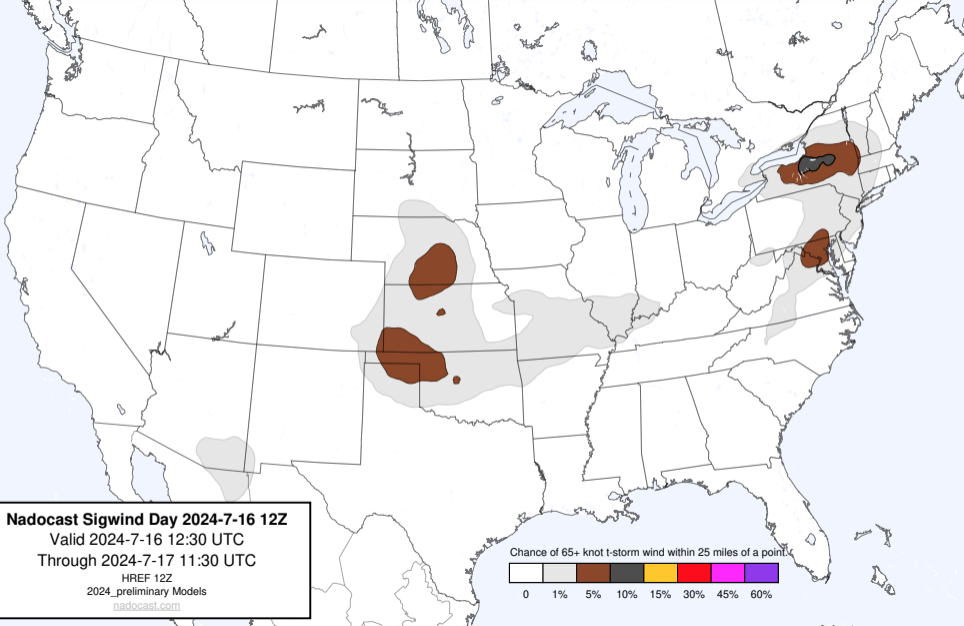 Nadocast Sigwind Day 2024-7-16 12Z
Valid 2024-7-16 12:30 UTC
Through 2024-7-17 11:30 UTC
HREF 12Z
2024_preliminary Models
nadocast.com
Chance of 65+ knot t-storm wind within 25 miles of a point.
0 1% 5% 10% 15% 30% 45% 60%